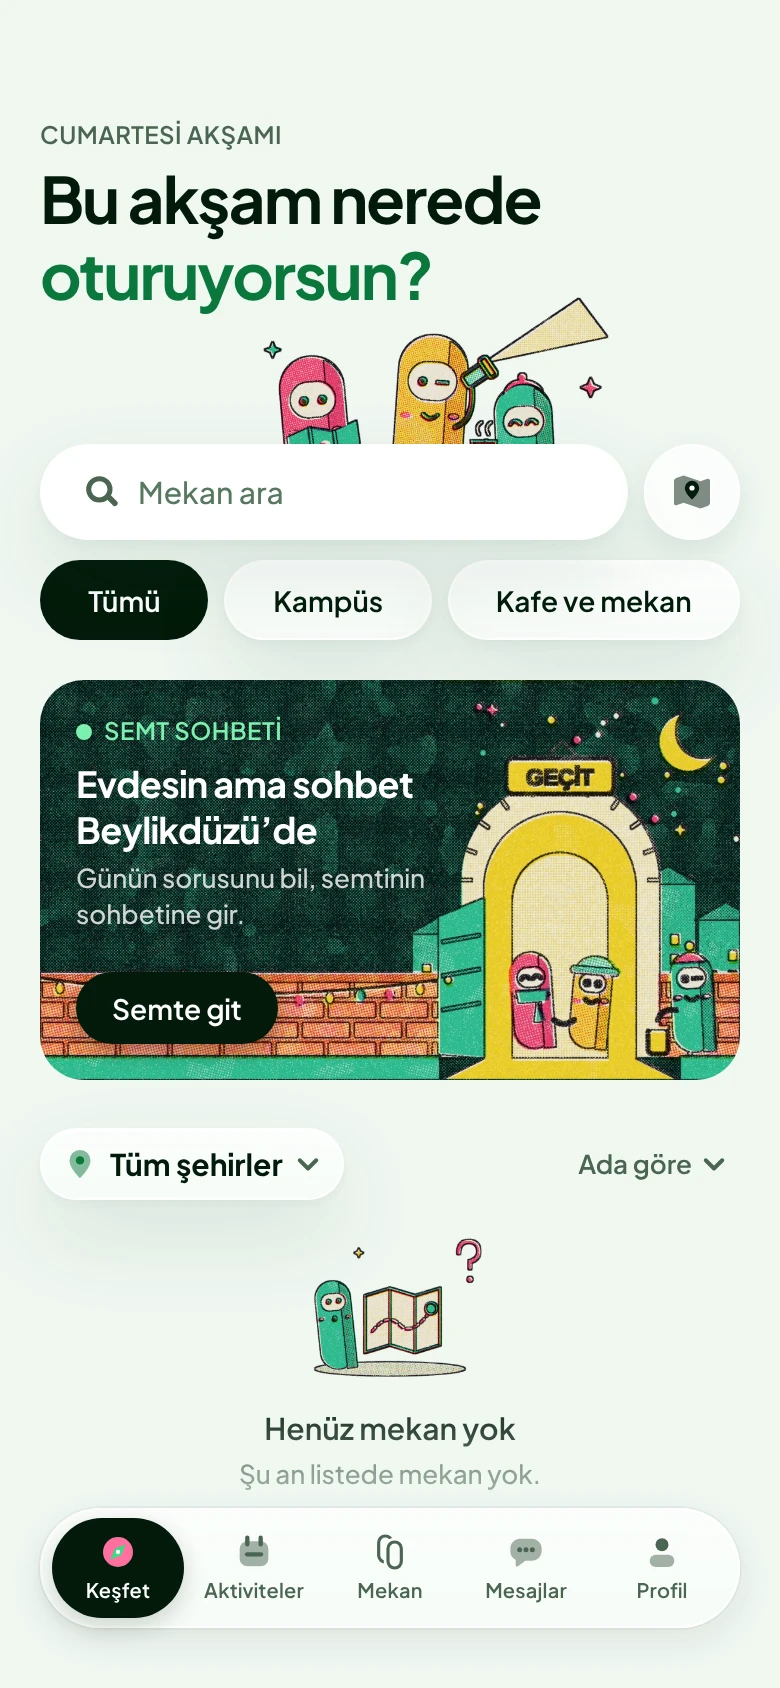 CUMARTESİ AKŞAMI
Bu akşam nerede
oturuyorsun?
Mekan ara
Tümü
Kampüs
Kafe ve mekan
SEMT SOHBETİ
Evdesin ama sohbet
Beylikdüzü’de
Günün sorusunu bil, semtinin
sohbetine gir.
Semte git
GEÇİT
Tüm şehirler
Ada göre
?
Henüz mekan yok
Şu an listede mekan yok.
Keşfet
Aktiviteler
Mekan
Mesajlar
Profil